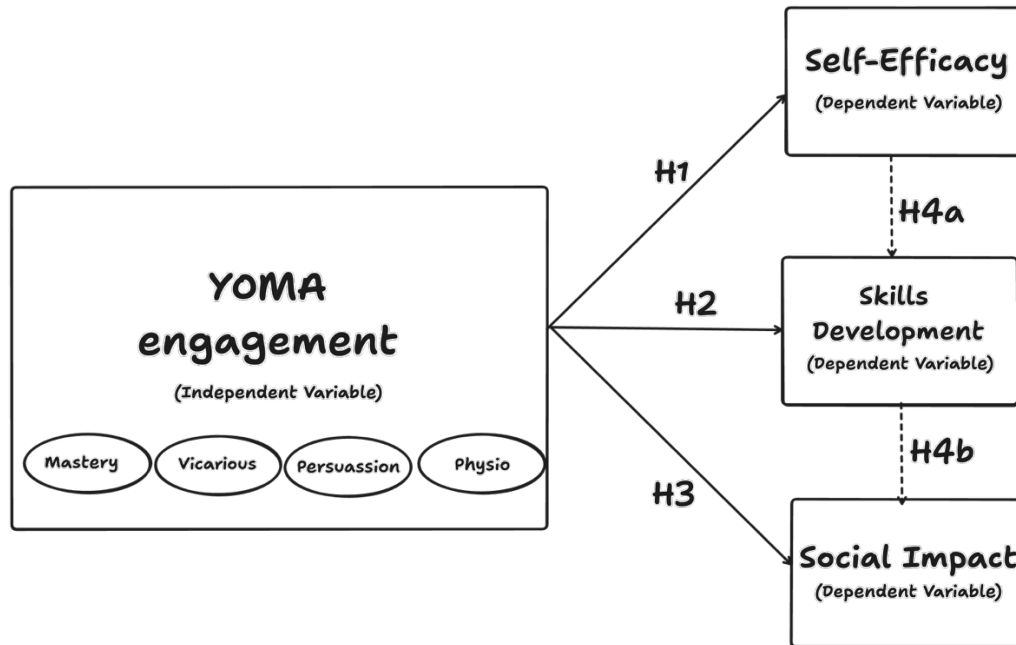 Self-Efficacy
(Dependent Variable)
H1
H4a
YOMA
engagement
(Independent Variable)
Mastery
Vicarious
Persuassion
Physio
H2
Skills
Development
(Dependent Variable)
H3
H4b
Social Impact
(Dependent Variable)